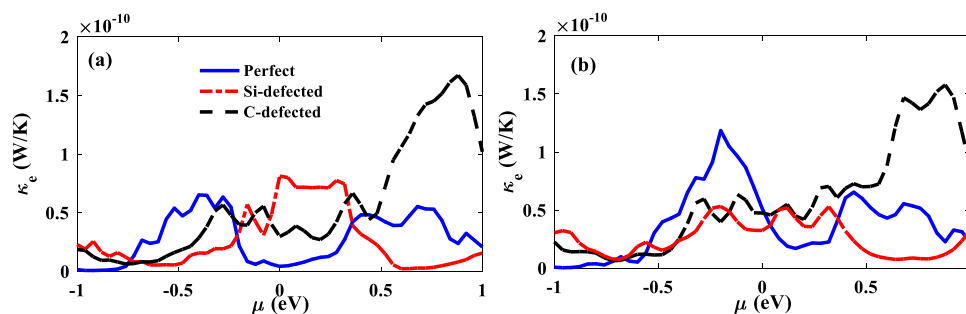 ×10-10
2
(a)
Perfect
Si-defected
C-defected
1.5
1
0.5
0
κe (W/K)
-1 -0.5 0 0.5 1
μ (eV)
×10-10
2
(b)
1.5
1
0.5
0
κe (W/K)
-1 -0.5 0 0.5
μ (eV)